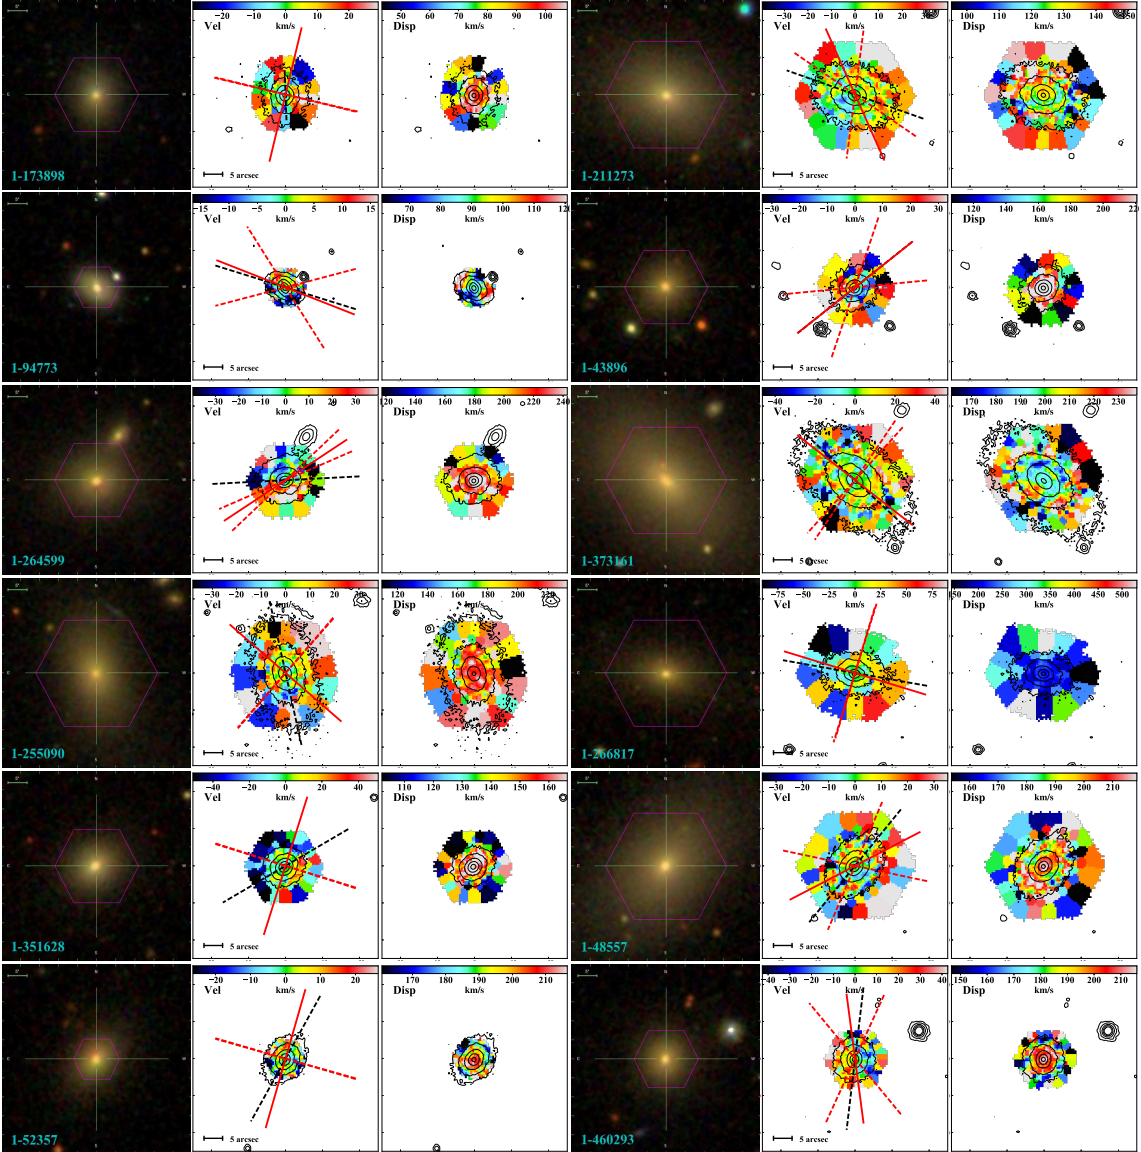 -20 -10 0 10 20
Vel km/s
5 arcsec
50 60 70 80 90 100
Disp km/s
1-173898
-30 -20 -10 0 10 20 30
Vel km/s
5 arcsec
100 110 120 130 140 150
Disp km/s
1-211273
-15 -10 -5 0 5 10 15
Vel km/s
5 arcsec
70 80 90 100 110 120
Disp km/s
1-94773
-30 -20 -10 0 10 20 30
Vel km/s
5 arcsec
120 140 160 180 200 220
Disp km/s
1-43896
-30 -20 -10 0 10 20 30
Vel km/s
5 arcsec
120 140 160 180 200 220 240
Disp km/s
1-264599
-40 -20 0 20 40
Vel km/s
5 arcsec
170 180 190 200 210 220 230
Disp km/s
1-373161
-30 -20 -10 0 10 20 30
Vel km/s
5 arcsec
120 140 160 180 200 220
Disp km/s
1-255090
-75 -50 -25 0 25 50 75
Vel km/s
5 arcsec
150 200 250 300 350 400 450 500
Disp km/s
1-266817
-40 -20 0 20 40
Vel km/s
5 arcsec
110 120 130 140 150 160
Disp km/s
1-351628
-30 -20 -10 0 10 20 30
Vel km/s
5 arcsec
160 170 180 190 200 210
Disp km/s
1-48557
-20 -10 0 10 20
Vel km/s
5 arcsec
170 180 190 200 210
Disp km/s
1-52357
-40 -30 -20 -10 0 10 20 30 40
Vel km/s
5 arcsec
150 160 170 180 190 200 210
Disp km/s
1-460293